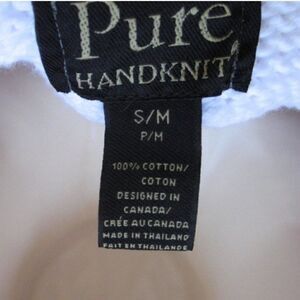 Pure
HANDKNIT
S/M
P/M
100% COTTON/
COTON
DESIGNED IN
CANADA/
CRÉE AU CANADA
MADE IN THAILAND
FAIT EN THAILANDE